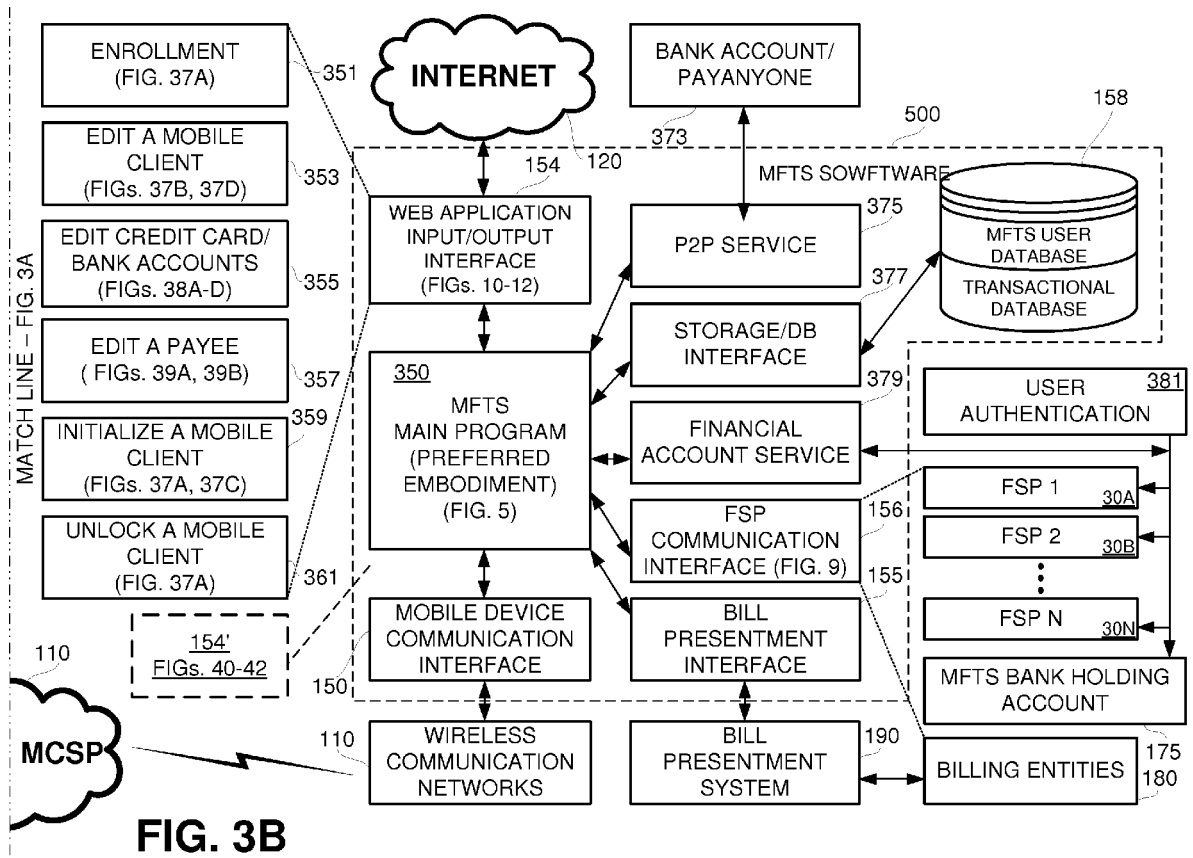 MATCH LINE – FIG. 3A
ENROLLMENT
(FIG. 37A)
351
EDIT A MOBILE
CLIENT
(FIGs. 37B, 37D)
353
EDIT CREDIT CARD/
BANK ACCOUNTS
(FIGs. 38A-D)
355
EDIT A PAYEE
( FIGs. 39A, 39B)
357
359
INITIALIZE A MOBILE
CLIENT
(FIGs. 37A, 37C)
UNLOCK A MOBILE
CLIENT
(FIG. 37A)
361
154'
FIGs. 40-42
110
MCSP
INTERNET
120
154
WEB APPLICATION
INPUT/OUTPUT
INTERFACE
(FIGs. 10-12)
350
MFTS
MAIN PROGRAM
(PREFERRED
EMBODIMENT)
(FIG. 5)
MOBILE DEVICE
COMMUNICATION
INTERFACE
150
110
WIRELESS
COMMUNICATION
NETWORKS
BANK ACCOUNT/
PAYANYONE
373
500
158
MFTS SOWFTWARE
375
P2P SERVICE
377
STORAGE/DB
INTERFACE
379
FINANCIAL
ACCOUNT SERVICE
FSP
COMMUNICATION
INTERFACE (FIG. 9)
156
155
BILL
PRESENTMENT
INTERFACE
190
BILL
PRESENTMENT
SYSTEM
MFTS USER
DATABASE
TRANSACTIONAL
DATABASE
USER
AUTHENTICATION
381
FSP 1
30A
FSP 2
30B
FSP N
30N
MFTS BANK HOLDING
ACCOUNT
175
BILLING ENTITIES
180
FIG. 3B